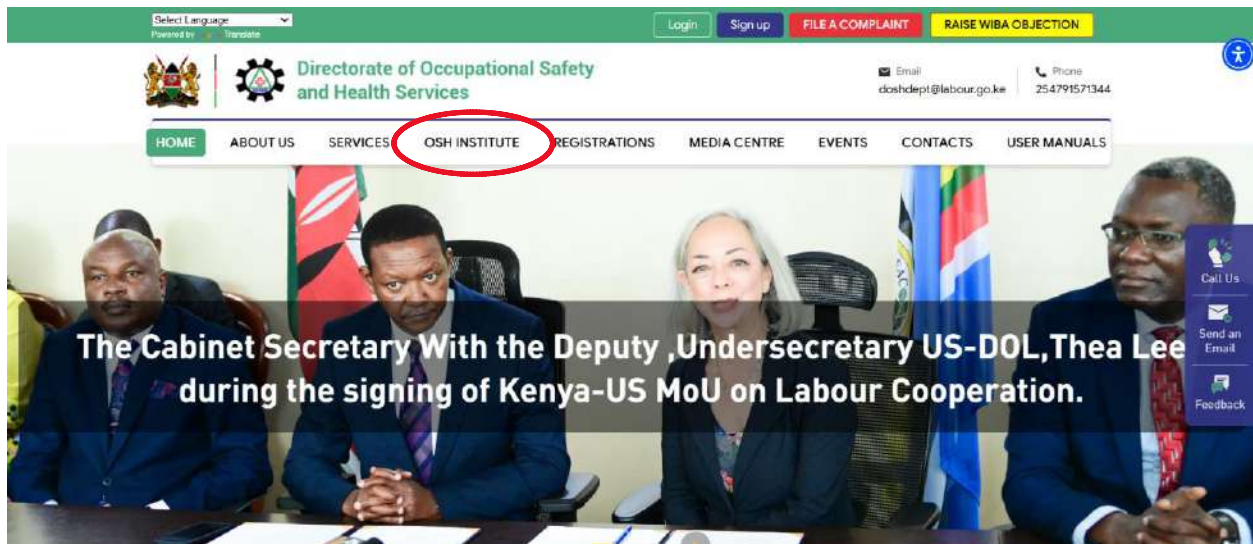 Select Language
Powered by Translate
Login
Sign up
FILE A COMPLAINT
RAISE WIBA OBJECTION
Directorate of Occupational Safety
and Health Services
Email
doshdept@labour.go.ke
Phone
254791571344
HOME
ABOUT US
SERVICES
OSH INSTITUTE
REGISTRATIONS
MEDIA CENTRE
EVENTS
CONTACTS
USER MANUALS
The Cabinet Secretary With the Deputy ,Undersecretary US-DOL,Thea Lee
during the signing of Kenya-US MoU on Labour Cooperation.
Call Us
Send an
Email
Feedback